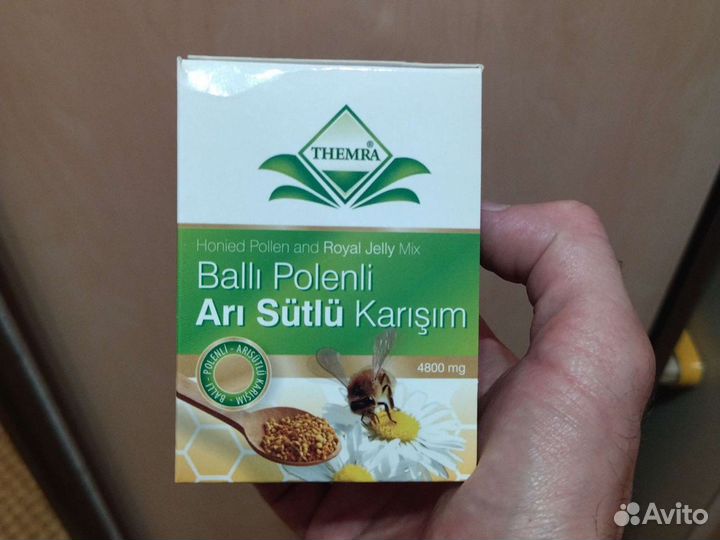 THEMRA®
Honied Pollen and Royal Jelly Mix
Ballı Polenli
Arı Sütlü Karışım
4800 mg
BALLI - POLENLİ - ARISÜTLÜ KARIŞIM -
Avito